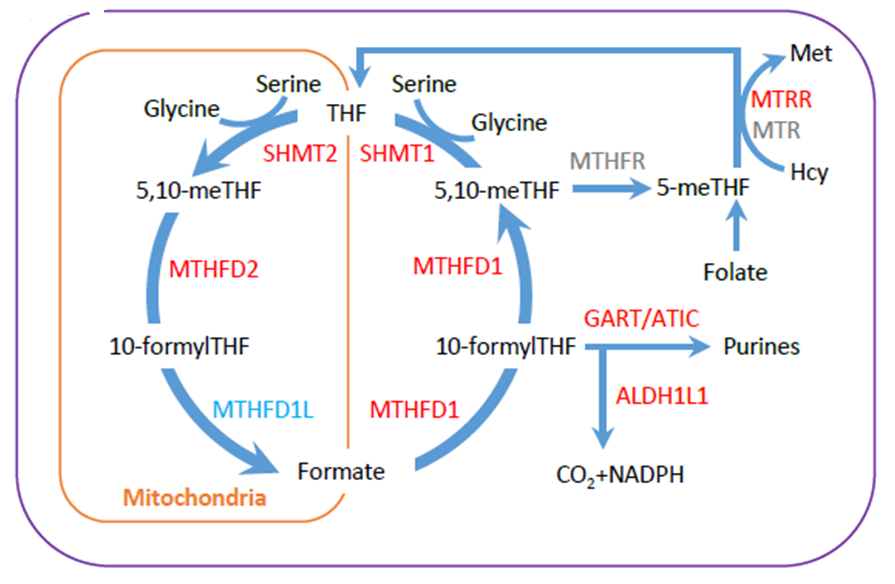 Met
Serine
Serine
MTRR
Glycine
THF
Glycine
MTR
SHMT2
SHMT1
MTHFR
Hcy
5,10-meTHF
5,10-meTHF
5-meTHF
MTHFD2
MTHFD1
Folate
GART/ATIC
10-formylTHF
10-formylTHF
Purines
MTHFD1L
MTHFD1
ALDH1L1
Formate
CO2+NADPH
Mitochondria